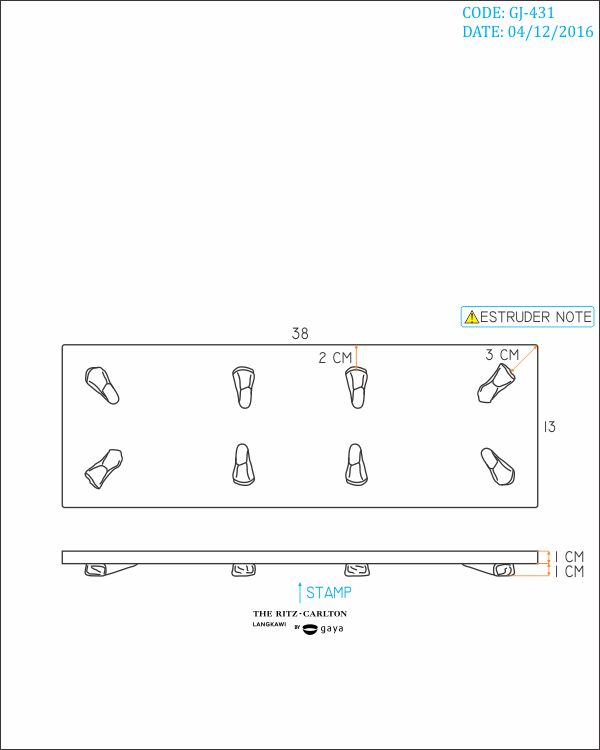 CODE: GJ-431
DATE: 04/12/2016
ESTRUDER NOTE
38
2 CM
3 CM
13
1 CM
1 CM
STAMP
THE RITZ-CARLTON
LANGKAWI
BY gaya